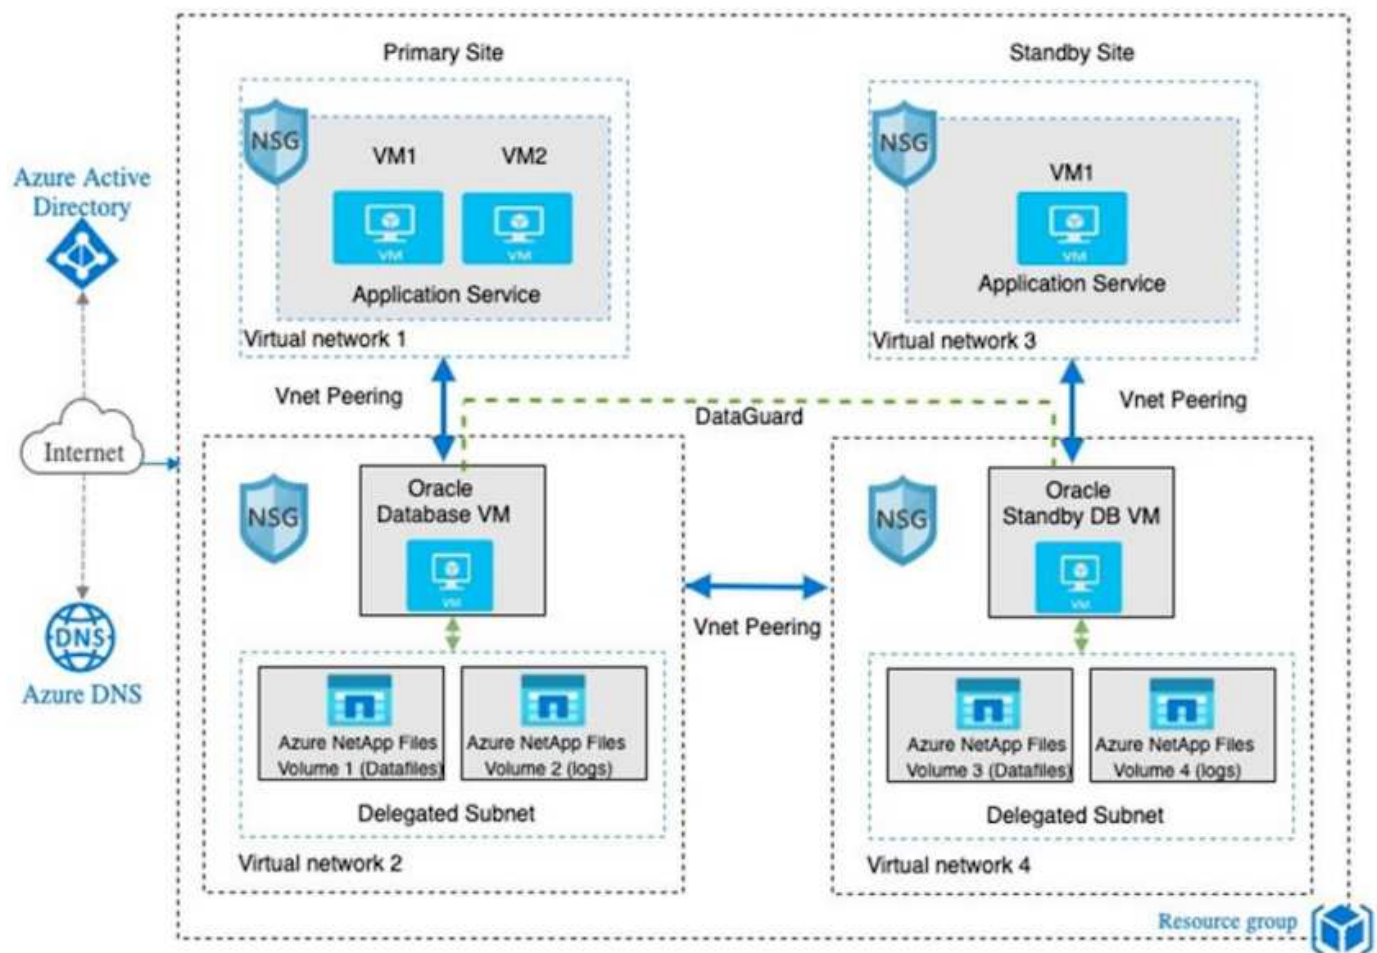 Primary Site
Standby Site
NSG
VM1
VM2
VM
VM
Application Service
Virtual network 1
NSG
VM1
VM
Application Service
Virtual network 3
Azure Active
Directory
Internet
DNS
Azure DNS
Vnet Peering
DataGuard
Vnet Peering
NSG
Oracle
Database VM
VM
Vnet Peering
NSG
Oracle
Standby DB VM
VM
Azure NetApp Files
Volume 1 (Datafiles)
Azure NetApp Files
Volume 2 (logs)
Delegated Subnet
Virtual network 2
Azure NetApp Files
Volume 3 (Datafiles)
Azure NetApp Files
Volume 4 (logs)
Delegated Subnet
Virtual network 4
Resource group